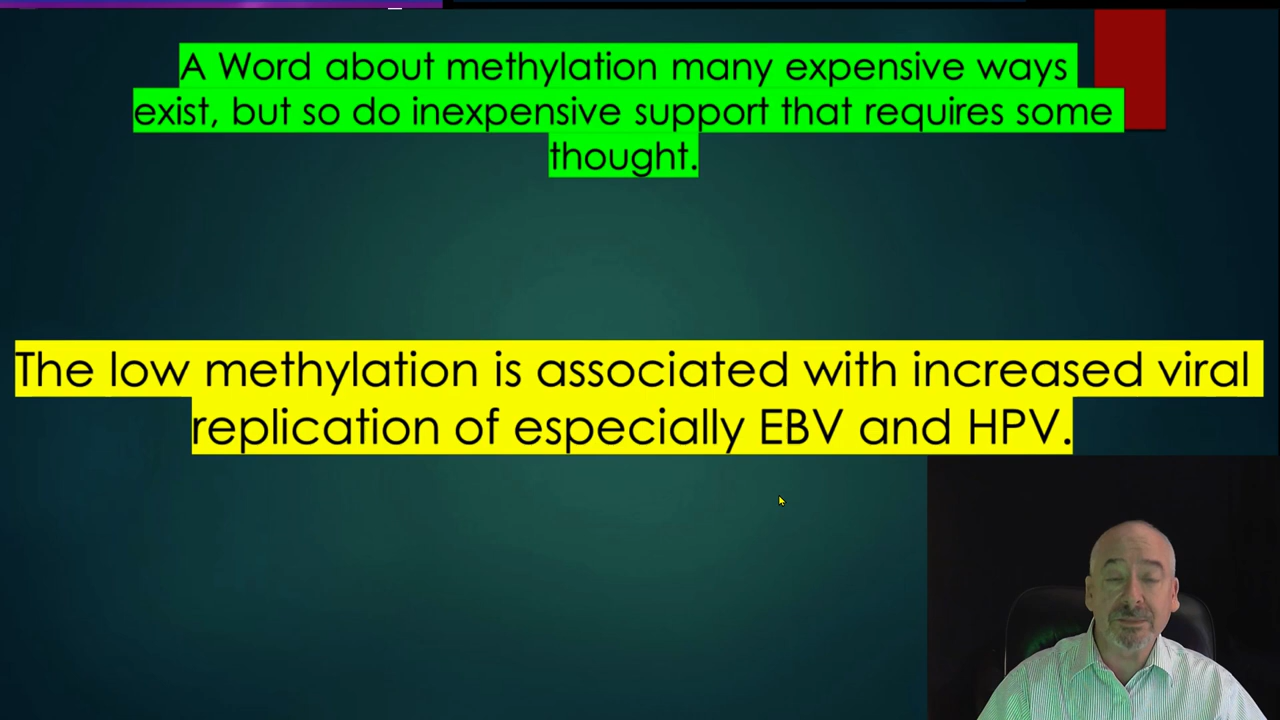 A Word about methylation many expensive ways
exist, but so do inexpensive support that requires some
thought.
The low methylation is associated with increased viral
replication of especially EBV and HPV.